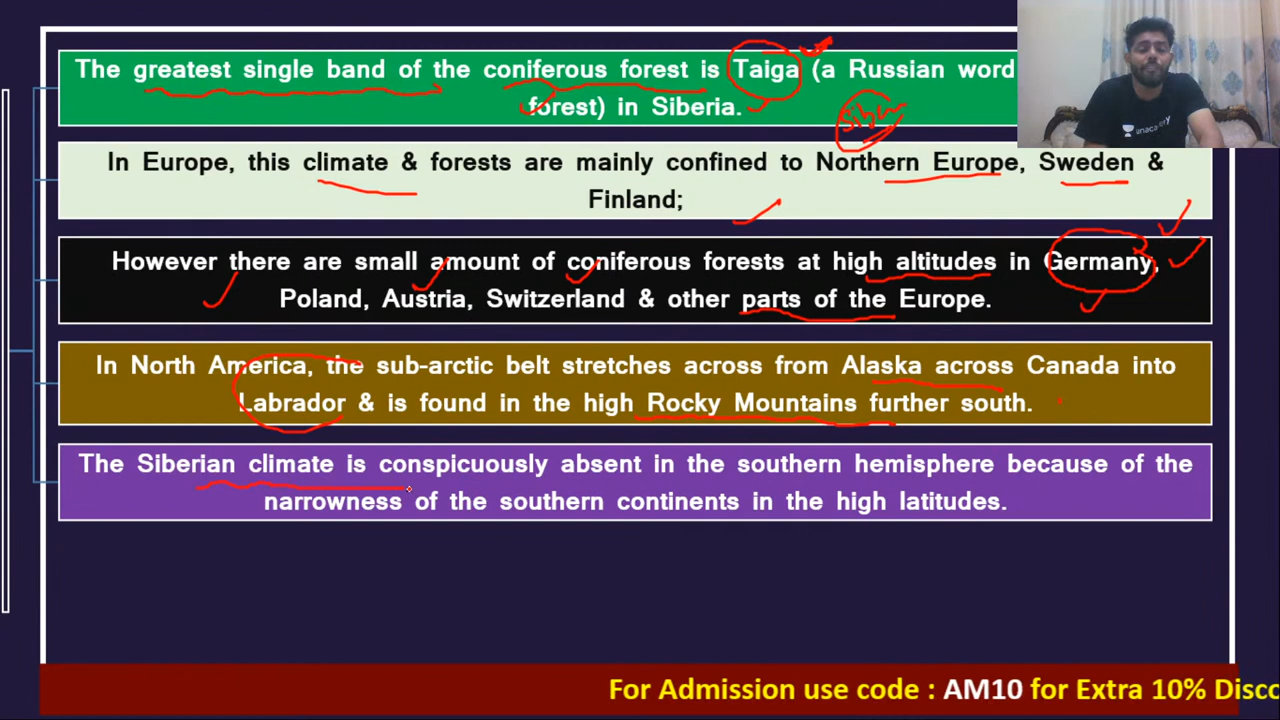 The greatest single band of the coniferous forest is Taiga (a Russian word
forest) in Siberia.
In Europe, this climate & forests are mainly confined to Northern Europe, Sweden &
Finland;
However there are small amount of coniferous forests at high altitudes in Germany,
Poland, Austria, Switzerland & other parts of the Europe.
In North America, the sub-arctic belt stretches across from Alaska across Canada into
Labrador & is found in the high Rocky Mountains further south.
The Siberian climate is conspicuously absent in the southern hemisphere because of the
narrowness of the southern continents in the high latitudes.
For Admission use code : AM10 for Extra 10% Disco
unacademy